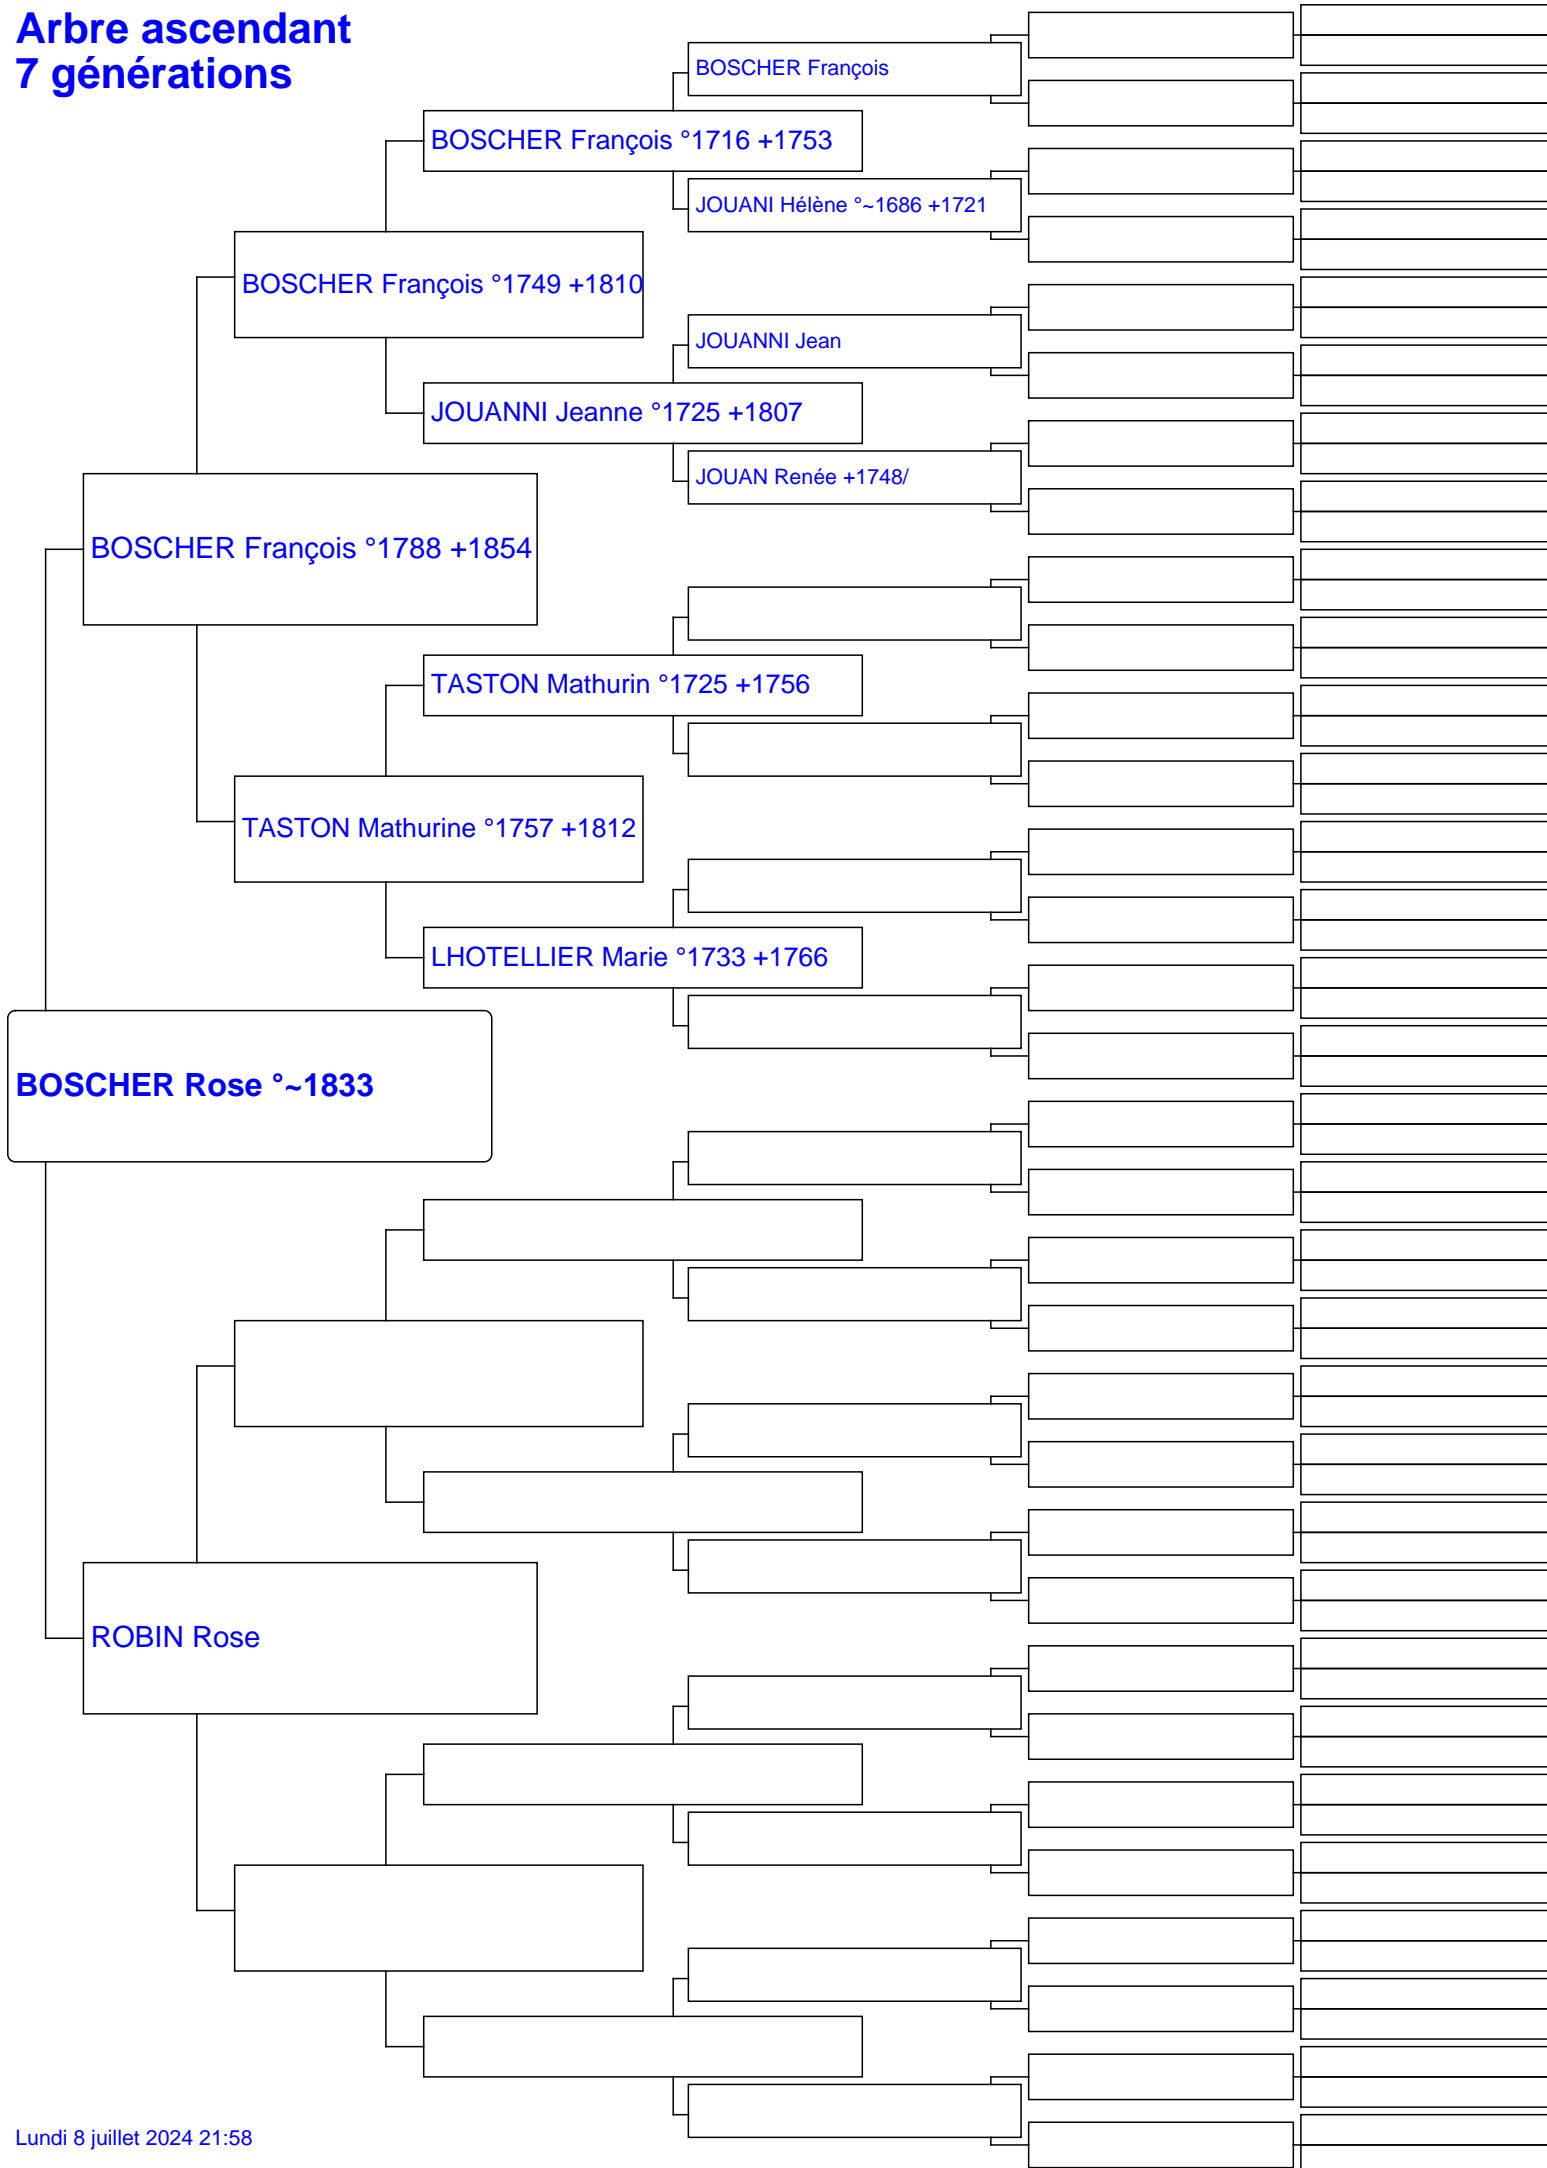 Arbre ascendant
7 générations
BOSCHER François
BOSCHER François °1716 +1753
JOUANI Hélène °~1686 +1721
BOSCHER François °1749 +1810
JOUANNI Jean
JOUANNI Jeanne °1725 +1807
JOUAN Renée +1748/
BOSCHER François °1788 +1854
TASTON Mathurin °1725 +1756
TASTON Mathurine °1757 +1812
LHOTELLIER Marie °1733 +1766
BOSCHER Rose °~1833
ROBIN Rose
Lundi 8 juillet 2024 21:58